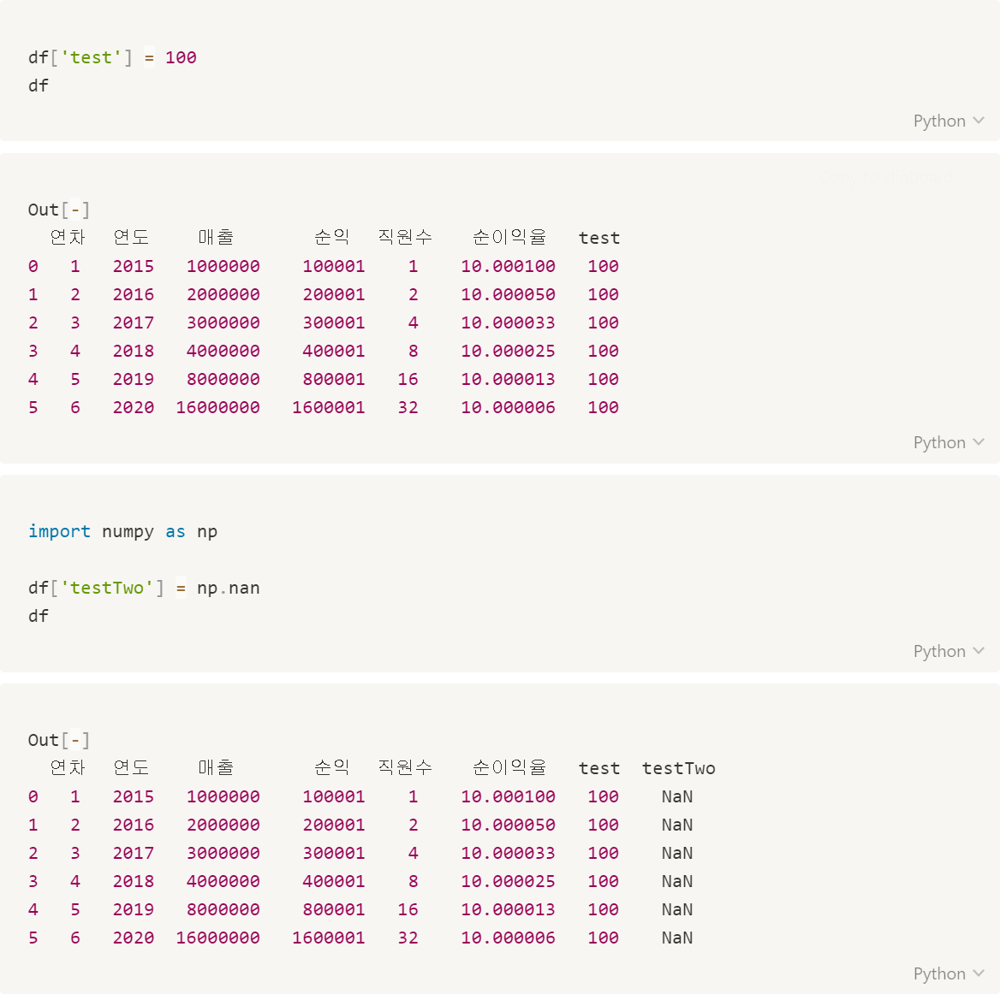 df['test'] = 100
df
Python
Out[-]
연차 연도 매출 순익 직원수 순이익율 test
0 1 2015 1000000 100001 1 10.000100 100
1 2 2016 2000000 200001 2 10.000050 100
2 3 2017 3000000 300001 4 10.000033 100
3 4 2018 4000000 400001 8 10.000025 100
4 5 2019 8000000 800001 16 10.000013 100
5 6 2020 16000000 1600001 32 10.000006 100
Python
import numpy as np
df['testTwo'] = np.nan
df
Python
Out[-]
연차 연도 매출 순익 직원수 순이익율 test testTwo
0 1 2015 1000000 100001 1 10.000100 100 NaN
1 2 2016 2000000 200001 2 10.000050 100 NaN
2 3 2017 3000000 300001 4 10.000033 100 NaN
3 4 2018 4000000 400001 8 10.000025 100 NaN
4 5 2019 8000000 800001 16 10.000013 100 NaN
5 6 2020 16000000 1600001 32 10.000006 100 NaN
Python